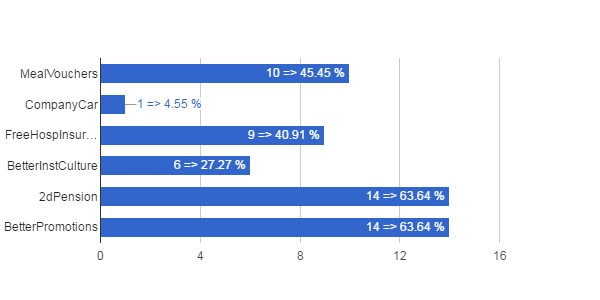 MealVouchers 10 => 45.45 %
CompanyCar 1 => 4.55 %
FreeHospInsur... 9 => 40.91 %
BetterInstCulture 6 => 27.27 %
2dPension 14 => 63.64 %
BetterPromotions 14 => 63.64 %
0 4 8 12 16